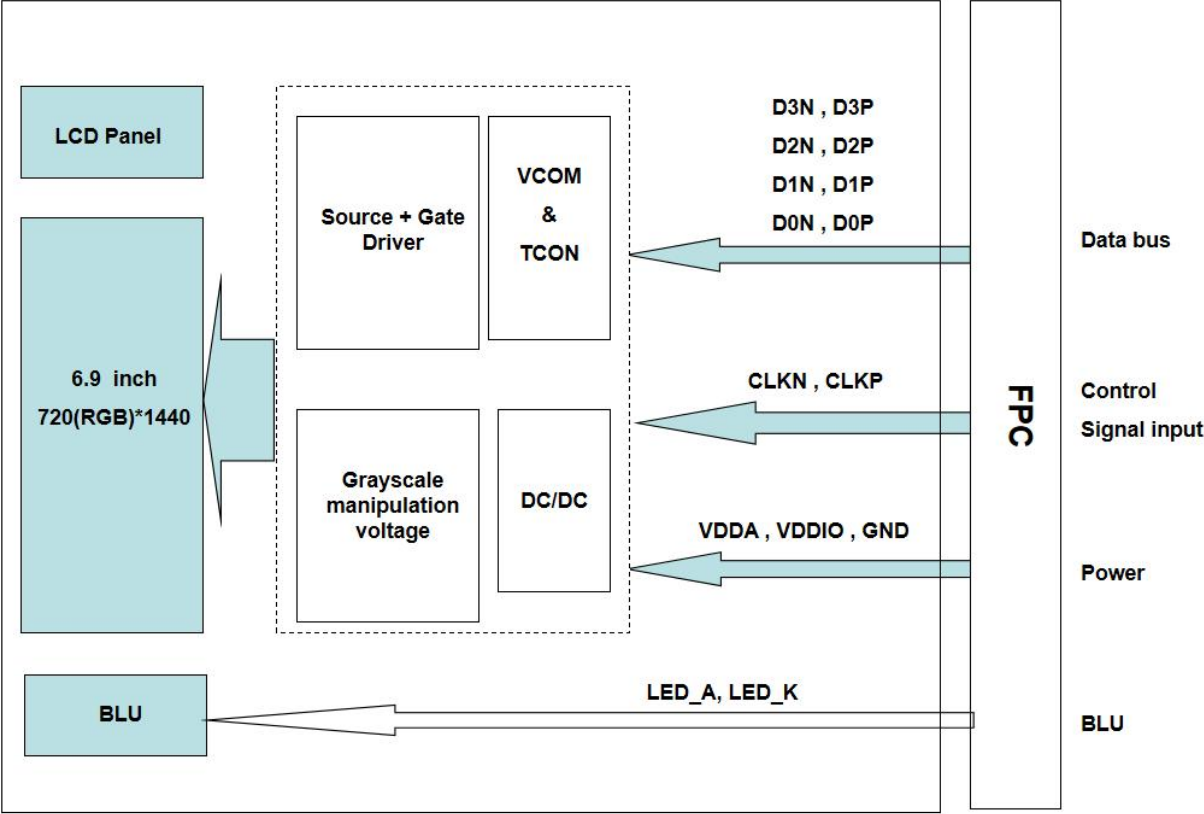 LCD Panel
6.9 inch
720(RGB)*1440
BLU
Source + Gate
Driver
VCOM
&
TCON
Grayscale
manipulation
voltage
DC/DC
D3N , D3P
D2N , D2P
D1N , D1P
D0N , D0P
CLKN , CLKP
VDDA , VDDIO , GND
LED_A, LED_K
FPC
Data bus
Control
Signal input
Power
BLU